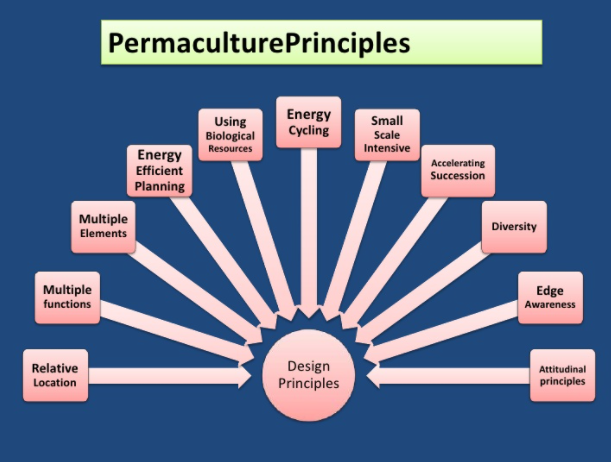 PermaculturePrinciples
Energy
Cycling
Using
Biological
Resources
Small
Scale
Intensive
Energy
Efficient
Planning
Accelerating
Succession
Multiple
Elements
Diversity
Multiple
functions
Edge
Awareness
Relative
Location
Design
Principles
Attitudinal
principles